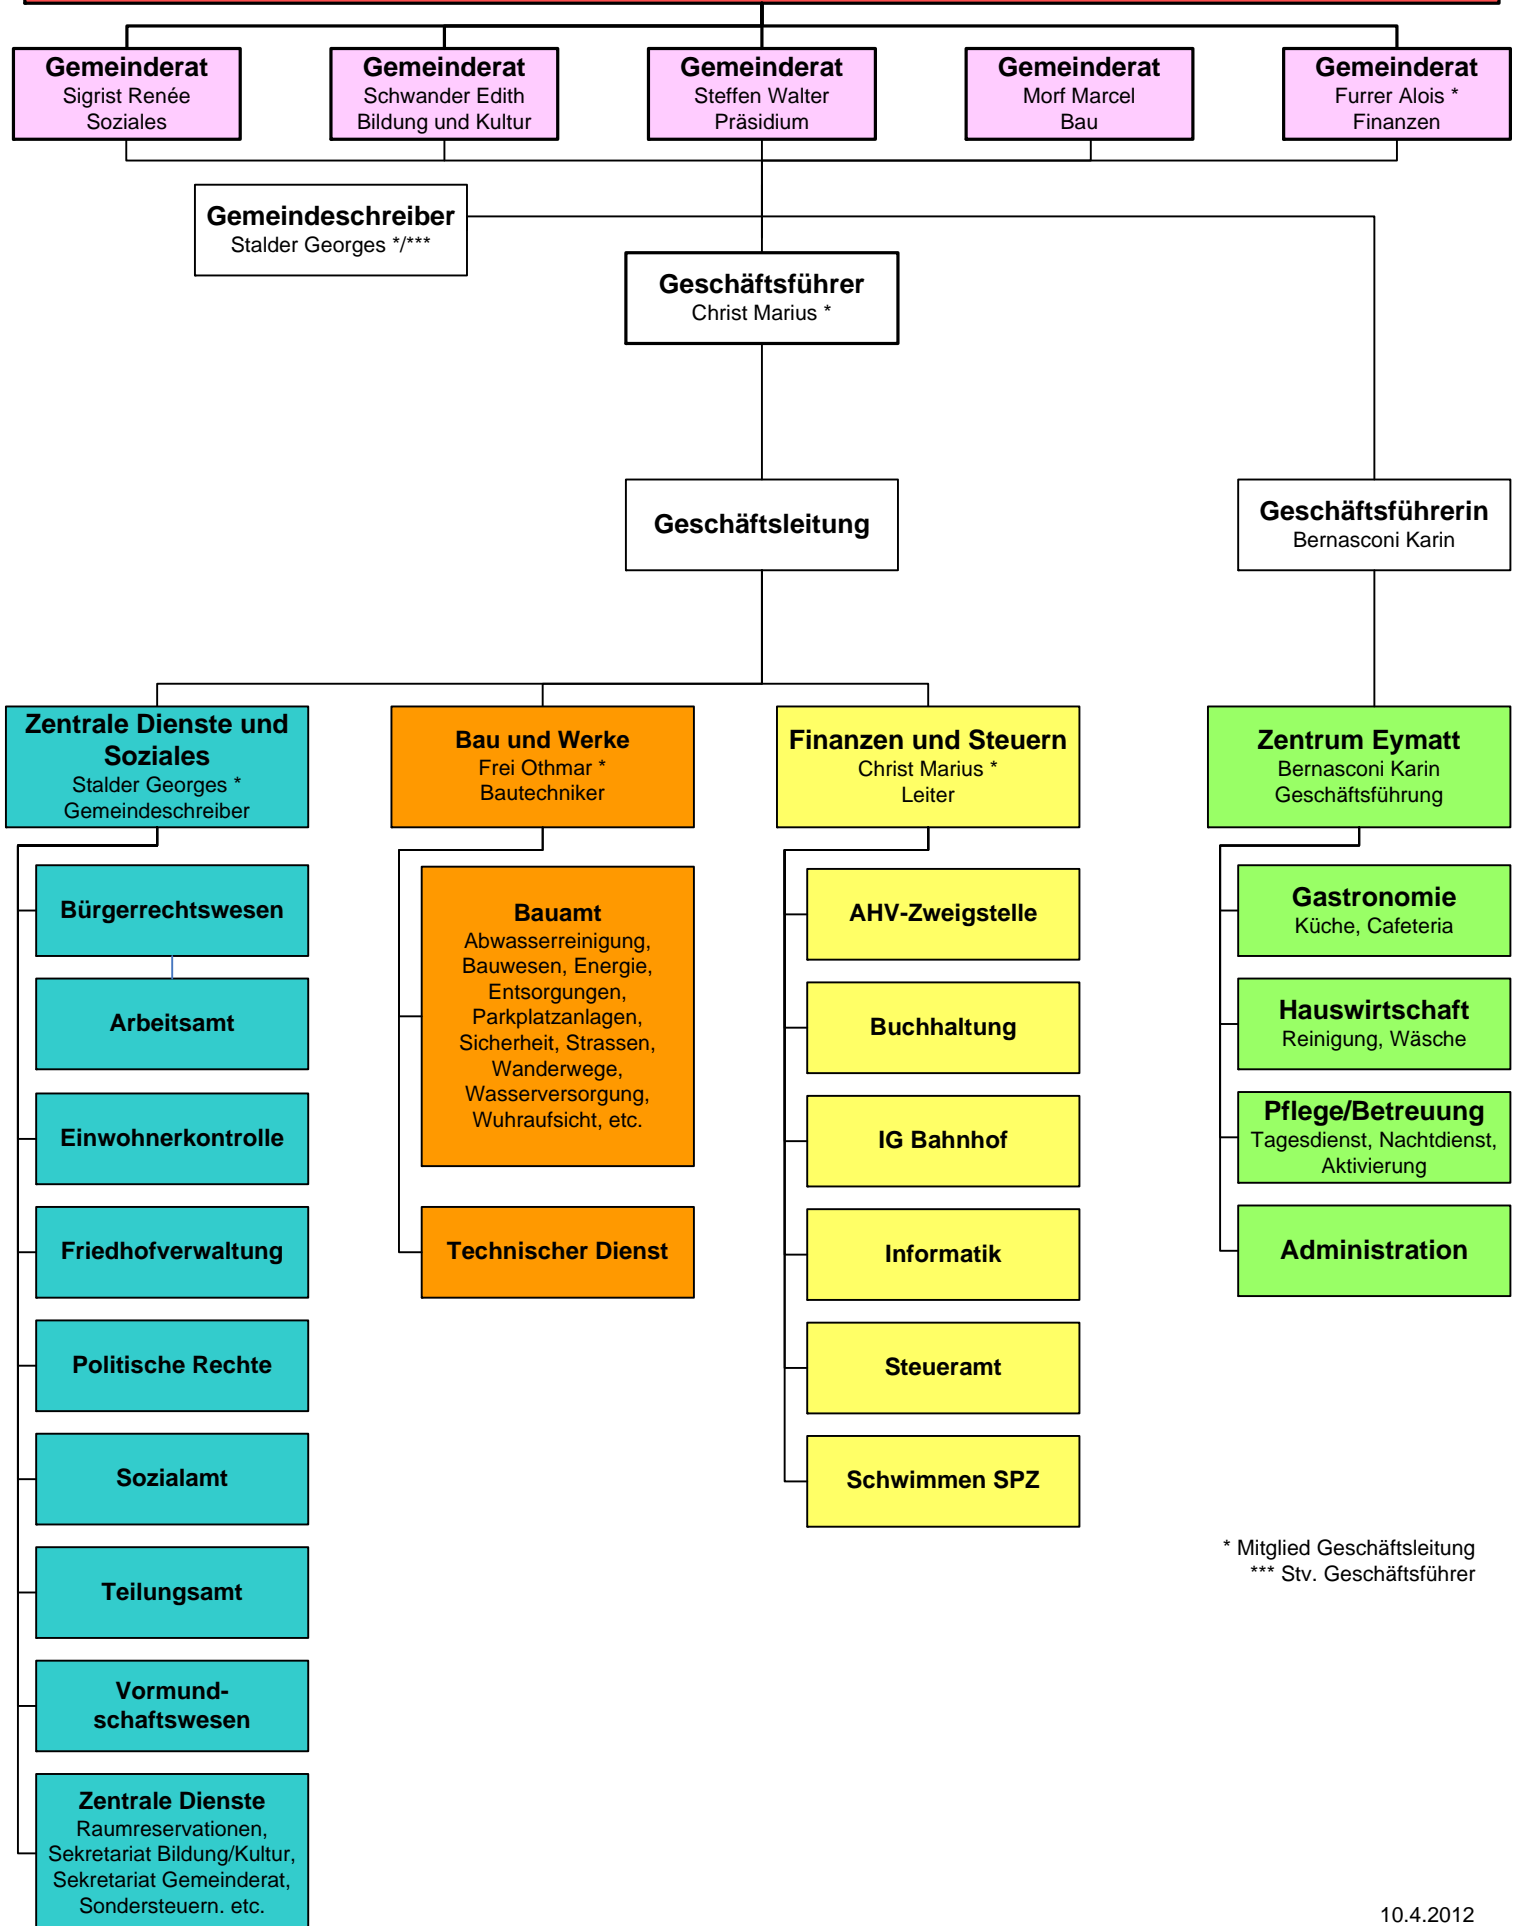 Gemeinderat
Sigrist Renée
Soziales
Gemeinderat
Schwander Edith
Bildung und Kultur
Gemeinderat
Steffen Walter
Präsidium
Gemeinderat
Morf Marcel
Bau
Gemeinderat
Furrer Alois *
Finanzen
Gemeindeschreiber
Stalder Georges */***
Geschäftsführer
Christ Marius *
Geschäftsleitung
Geschäftsführerin
Bernasconi Karin
Zentrale Dienste und
Soziales
Stalder Georges *
Gemeindeschreiber
Bürgerrechtswesen
Arbeitsamt
Einwohnerkontrolle
Friedhofverwaltung
Politische Rechte
Sozialamt
Teilungsamt
Vormund-
schaftswesen
Zentrale Dienste
Raumreservationen,
Sekretariat Bildung/Kultur,
Sekretariat Gemeinderat,
Sondersteuern. etc.
Bau und Werke
Frei Othmar *
Bautechniker
Bauamt
Abwasserreinigung,
Bauwesen, Energie,
Entsorgungen,
Parkplatzanlagen,
Sicherheit, Strassen,
Wanderwege,
Wasserversorgung,
Wuhraufsicht, etc.
Technischer Dienst
Finanzen und Steuern
Christ Marius *
Leiter
AHV-Zweigstelle
Buchhaltung
IG Bahnhof
Informatik
Steueramt
Schwimmen SPZ
Zentrum Eymatt
Bernasconi Karin
Geschäftsführung
Gastronomie
Küche, Cafeteria
Hauswirtschaft
Reinigung, Wäsche
Pflege/Betreuung
Tagesdienst, Nachtdienst,
Aktivierung
Administration
* Mitglied Geschäftsleitung
*** Stv. Geschäftsführer
10.4.2012